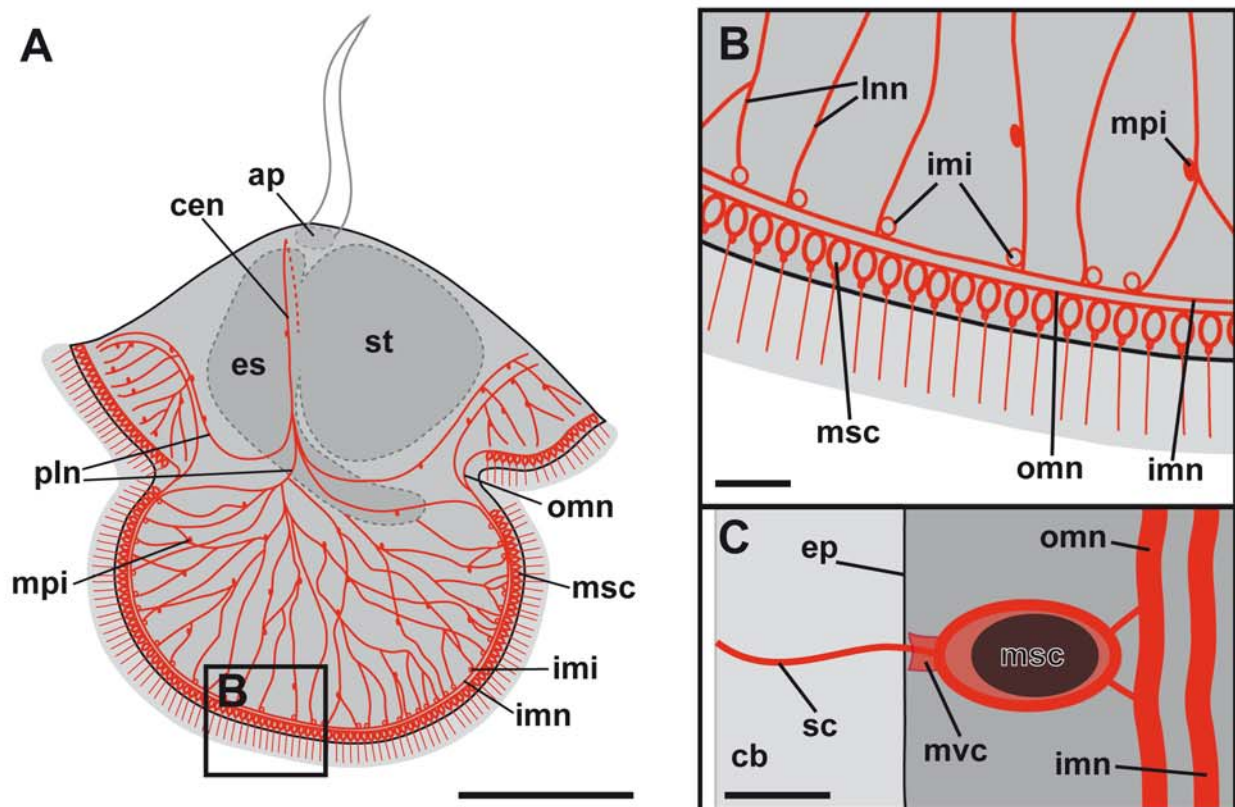 A
ap
cen
es
st
pln
omn
mpi
msc
imi
imn
B
B
lnn
mpi
imi
msc
omn
imn
C
ep
omn
msc
sc
mvc
cb
imn